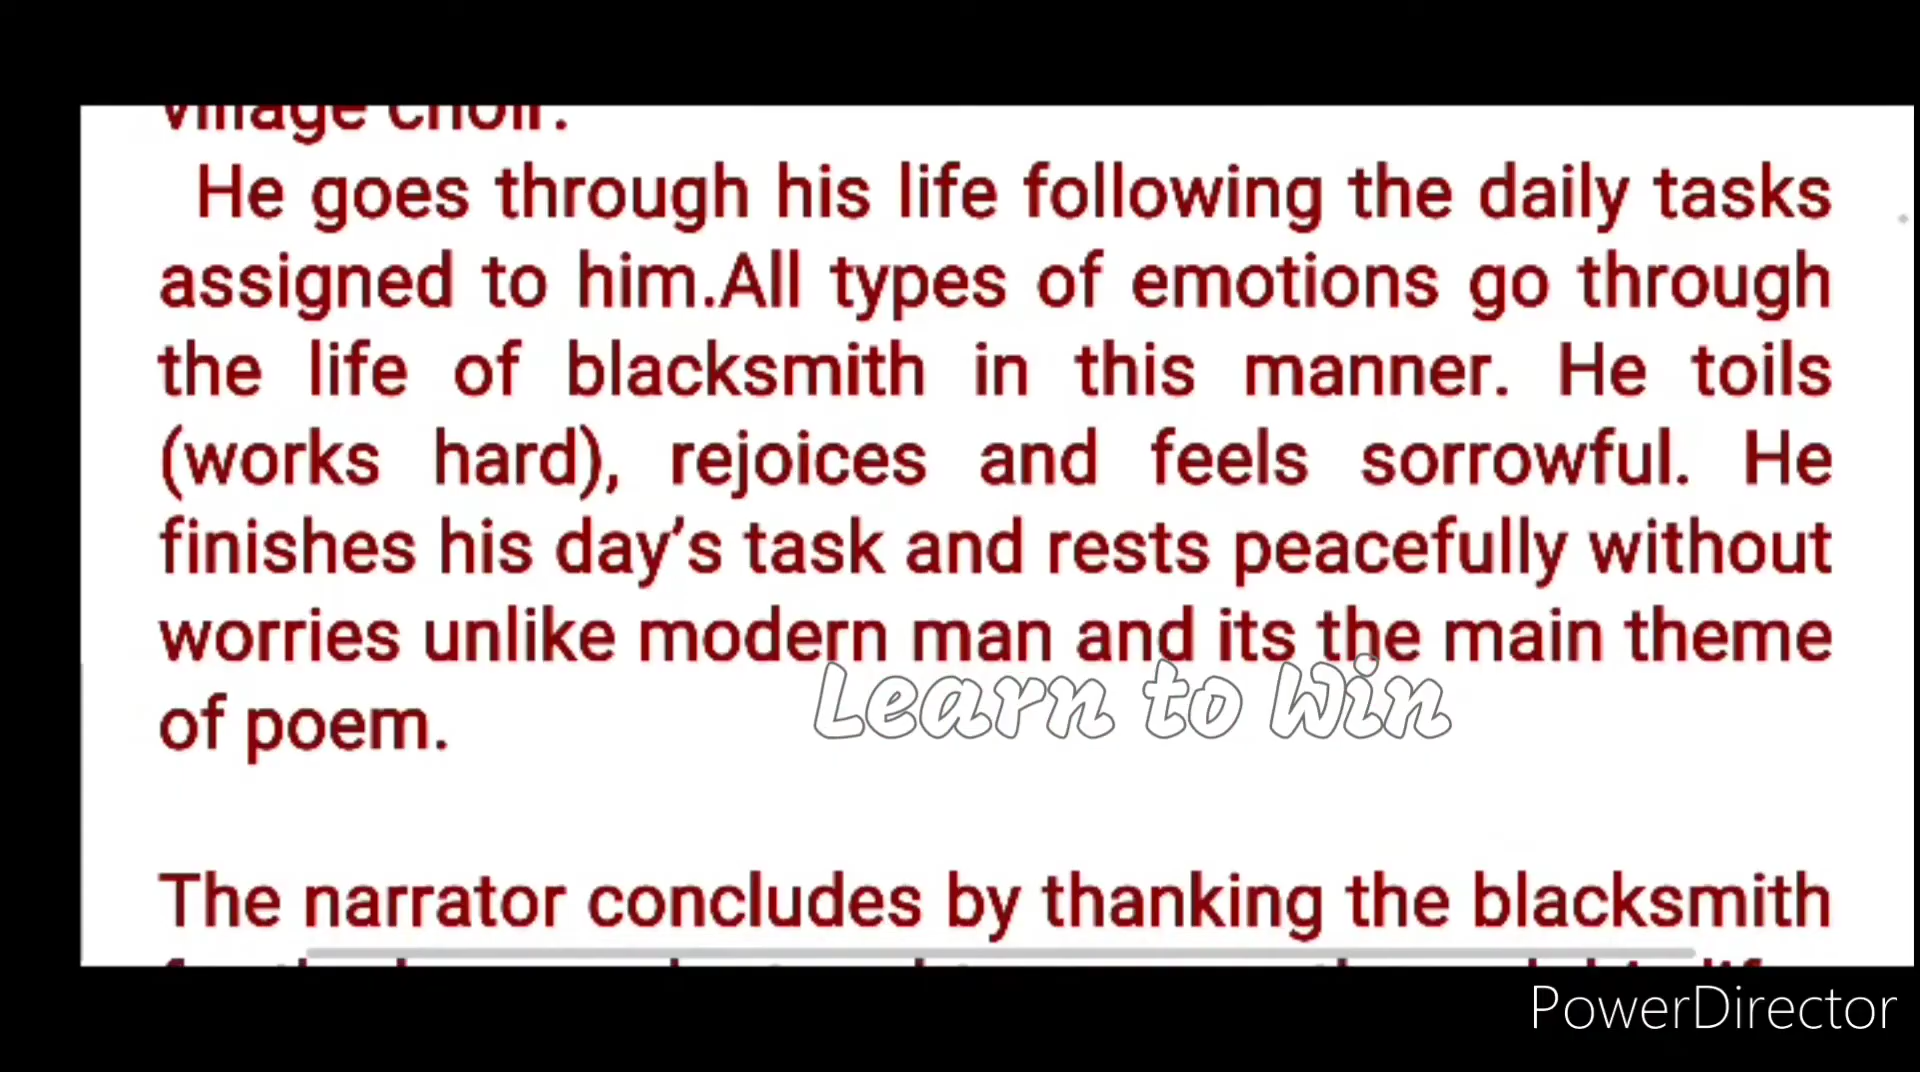 village choir.
He goes through his life following the daily tasks
assigned to him.All types of emotions go through
the life of blacksmith in this manner. He toils
(works hard), rejoices and feels sorrowful. He
finishes his day’s task and rests peacefully without
worries unlike modern man and its the main theme
of poem.
Learn to Win
The narrator concludes by thanking the blacksmith
PowerDirector